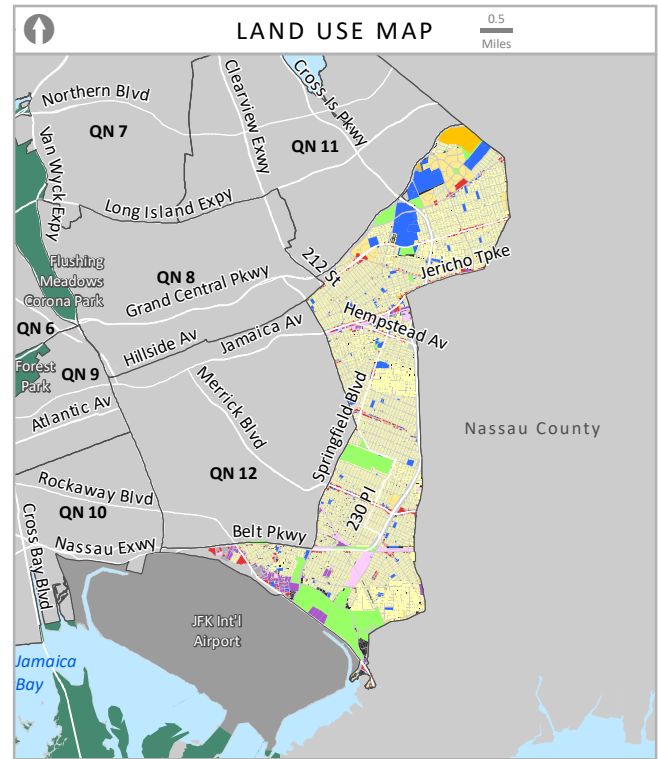 LAND USE MAP
0.5
Miles
Northern Blvd
QN 7
Van Wyck Expy
Clearview Exwy
Cross Is Pkwy
QN 11
Long Island Expy
Flushing
Meadows
Corona Park
QN 8
Grand Central Pkwy
212 St
Jericho Tpke
QN 6
Hillside Av
Jamaica Av
Hempstead Av
Forest
Park
QN 9
Atlantic Av
Merrick Blvd
Springfield Blvd
Nassau County
QN 12
Rockaway Blvd
QN 10
230 Pl
Belt Pkwy
Nassau Exwy
Cross Bay Blvd
JFK Int'l
Airport
Jamaica
Bay